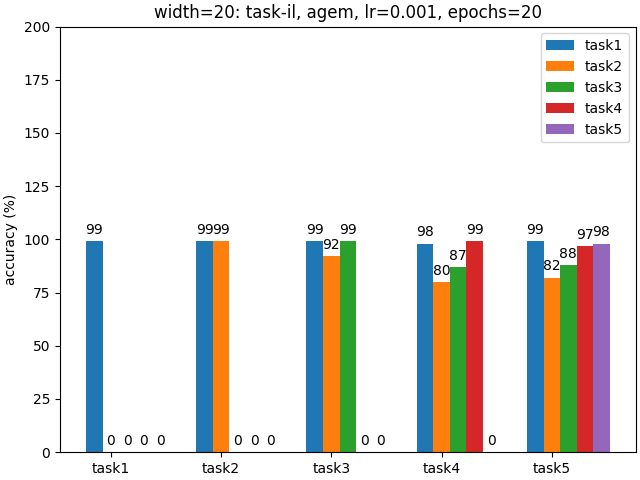 width=20: task-il, agem, lr=0.001, epochs=20
accuracy (%)
200
175
150
125
100
75
50
25
0
task1
task2
task3
task4
task5
99 0 0 0 0
99 99 0 0 0
99 92 99 0 0
98 80 87 99 0
99 82 88 97 98
task1 task2 task3 task4 task5